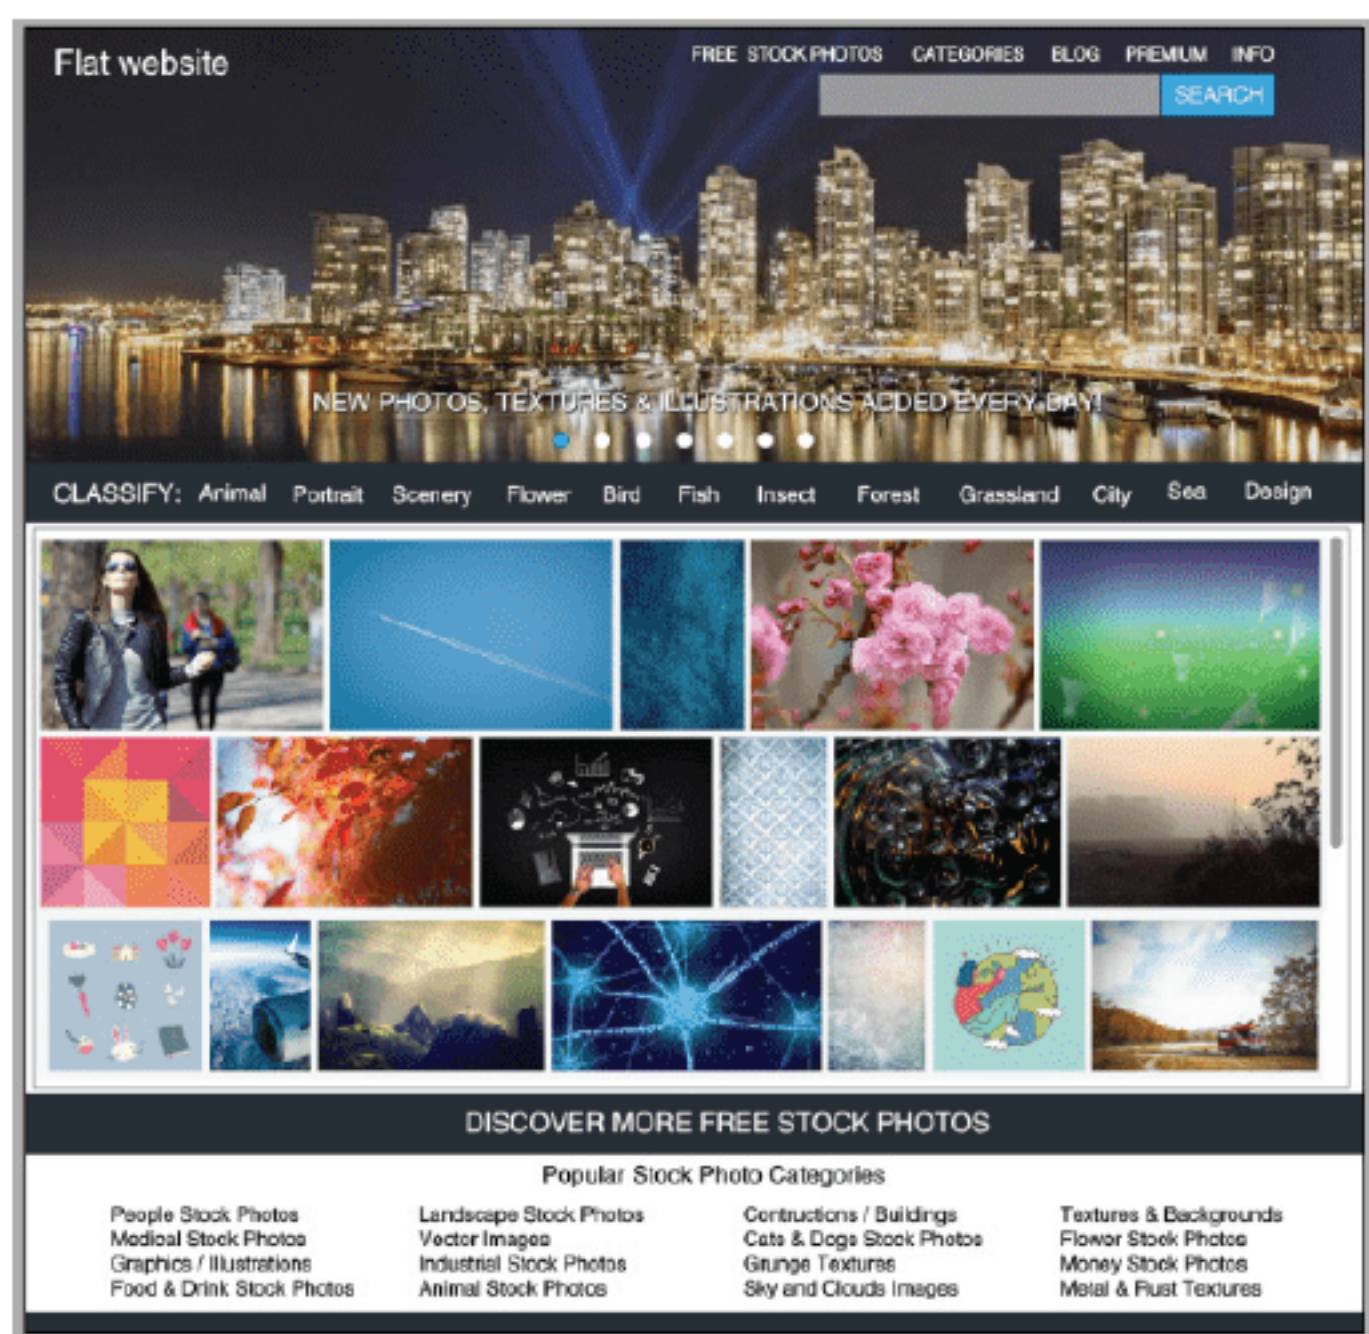 Flat website
FREE STOCK PHOTOS CATEGORIES BLOG PREMIUM INFO
SEARCH
NEW PHOTOS, TEXTURES & ILLUSTRATIONS ADDED EVERY DAY!
CLASSIFY: Animal Portrait Scenery Flower Bird Fish Insect Forest Grassland City Sea Design
DISCOVER MORE FREE STOCK PHOTOS
Popular Stock Photo Categories
People Stock Photos Landscape Stock Photos Contructions / Buildings Textures & Backgrounds
Medical Stock Photos Vector Images Cats & Dogs Stock Photos Flower Stock Photos
Graphics / Illustrations Industrial Stock Photos Grunge Textures Money Stock Photos
Food & Drink Stock Photos Animal Stock Photos Sky and Clouds Images Metal & Rust Textures